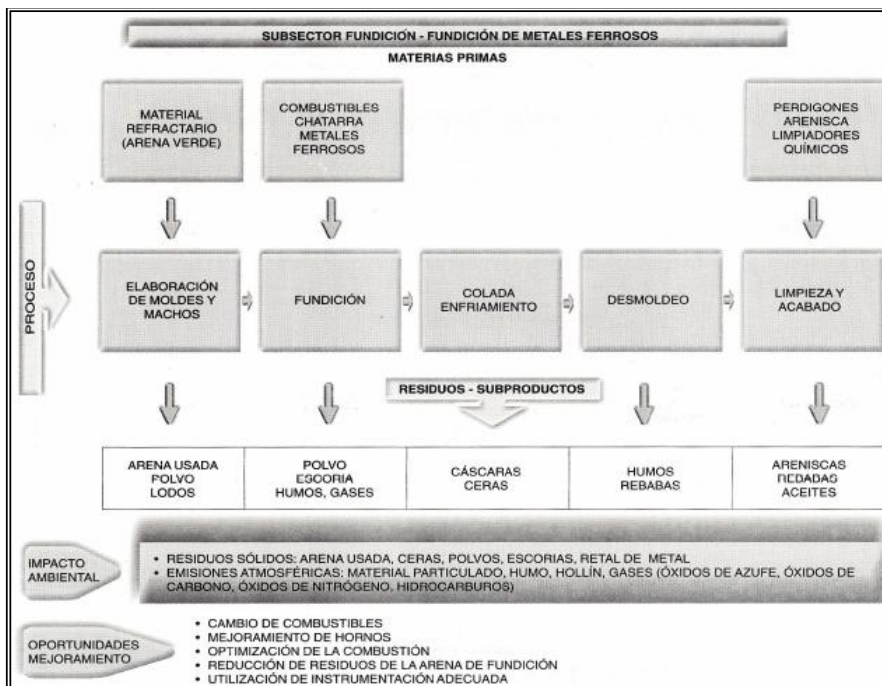 SUBSECTOR FUNDICIÓN - FUNDICIÓN DE METALES FERROSOS
MATERIAS PRIMAS
MATERIAL
REFRACTARIO
(ARENA VERDE)
COMBUSTIBLES
CHATARRA
METALES
FERROSOS
PERDIGONES
ARENISCA
LIMPIADORES
QUÍMICOS
PROCESO
ELABORACIÓN
DE MOLDES Y
MACHOS
FUNDICIÓN
COLADA
ENFRIAMIENTO
DESMOLDEO
LIMPIEZA Y
ACABADO
RESIDUOS - SUBPRODUCTOS
ARENA USADA
POLVO
LODOS
POLVO
ESCORIA
HUMOS, GASES
CÁSCARAS
CERAS
HUMOS
REBABAS
ARENISCAS
REBADAS
ACEITES
IMPACTO
AMBIENTAL
• RESIDUOS SÓLIDOS: ARENA USADA, CERAS, POLVOS, ESCORIAS, RETAL DE METAL
• EMISIONES ATMOSFÉRICAS: MATERIAL PARTICULADO, HUMO, HOLLÍN, GASES (ÓXIDOS DE AZUFE, ÓXIDOS DE
CARBONO, ÓXIDOS DE NITRÓGENO, HIDROCARBUROS)
OPORTUNIDADES
MEJORAMIENTO
• CAMBIO DE COMBUSTIBLES
• MEJORAMIENTO DE HORNOS
• OPTIMIZACIÓN DE LA COMBUSTIÓN
• REDUCCIÓN DE RESIDUOS DE LA ARENA DE FUNDICIÓN
• UTILIZACIÓN DE INSTRUMENTACIÓN ADECUADA